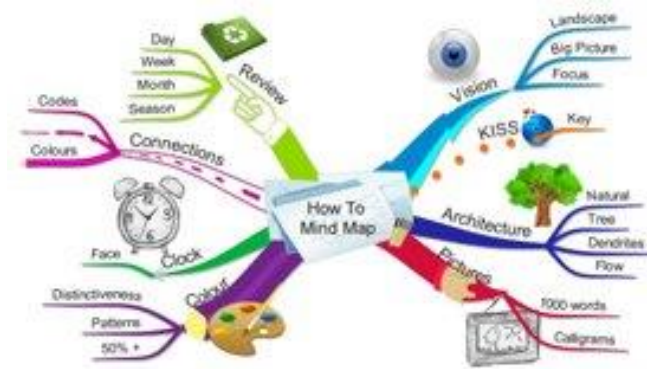 How To
Mind Map
Vision
Landscape
Big Picture
Focus
KISS
Key
Architecture
Natural
Tree
Dendrites
Flow
Pictures
1000 words
Calligrams
Colour
Distinctiveness
Patterns
50% +
Clock
Face
Connections
Codes
Colours
Review
Day
Week
Month
Season